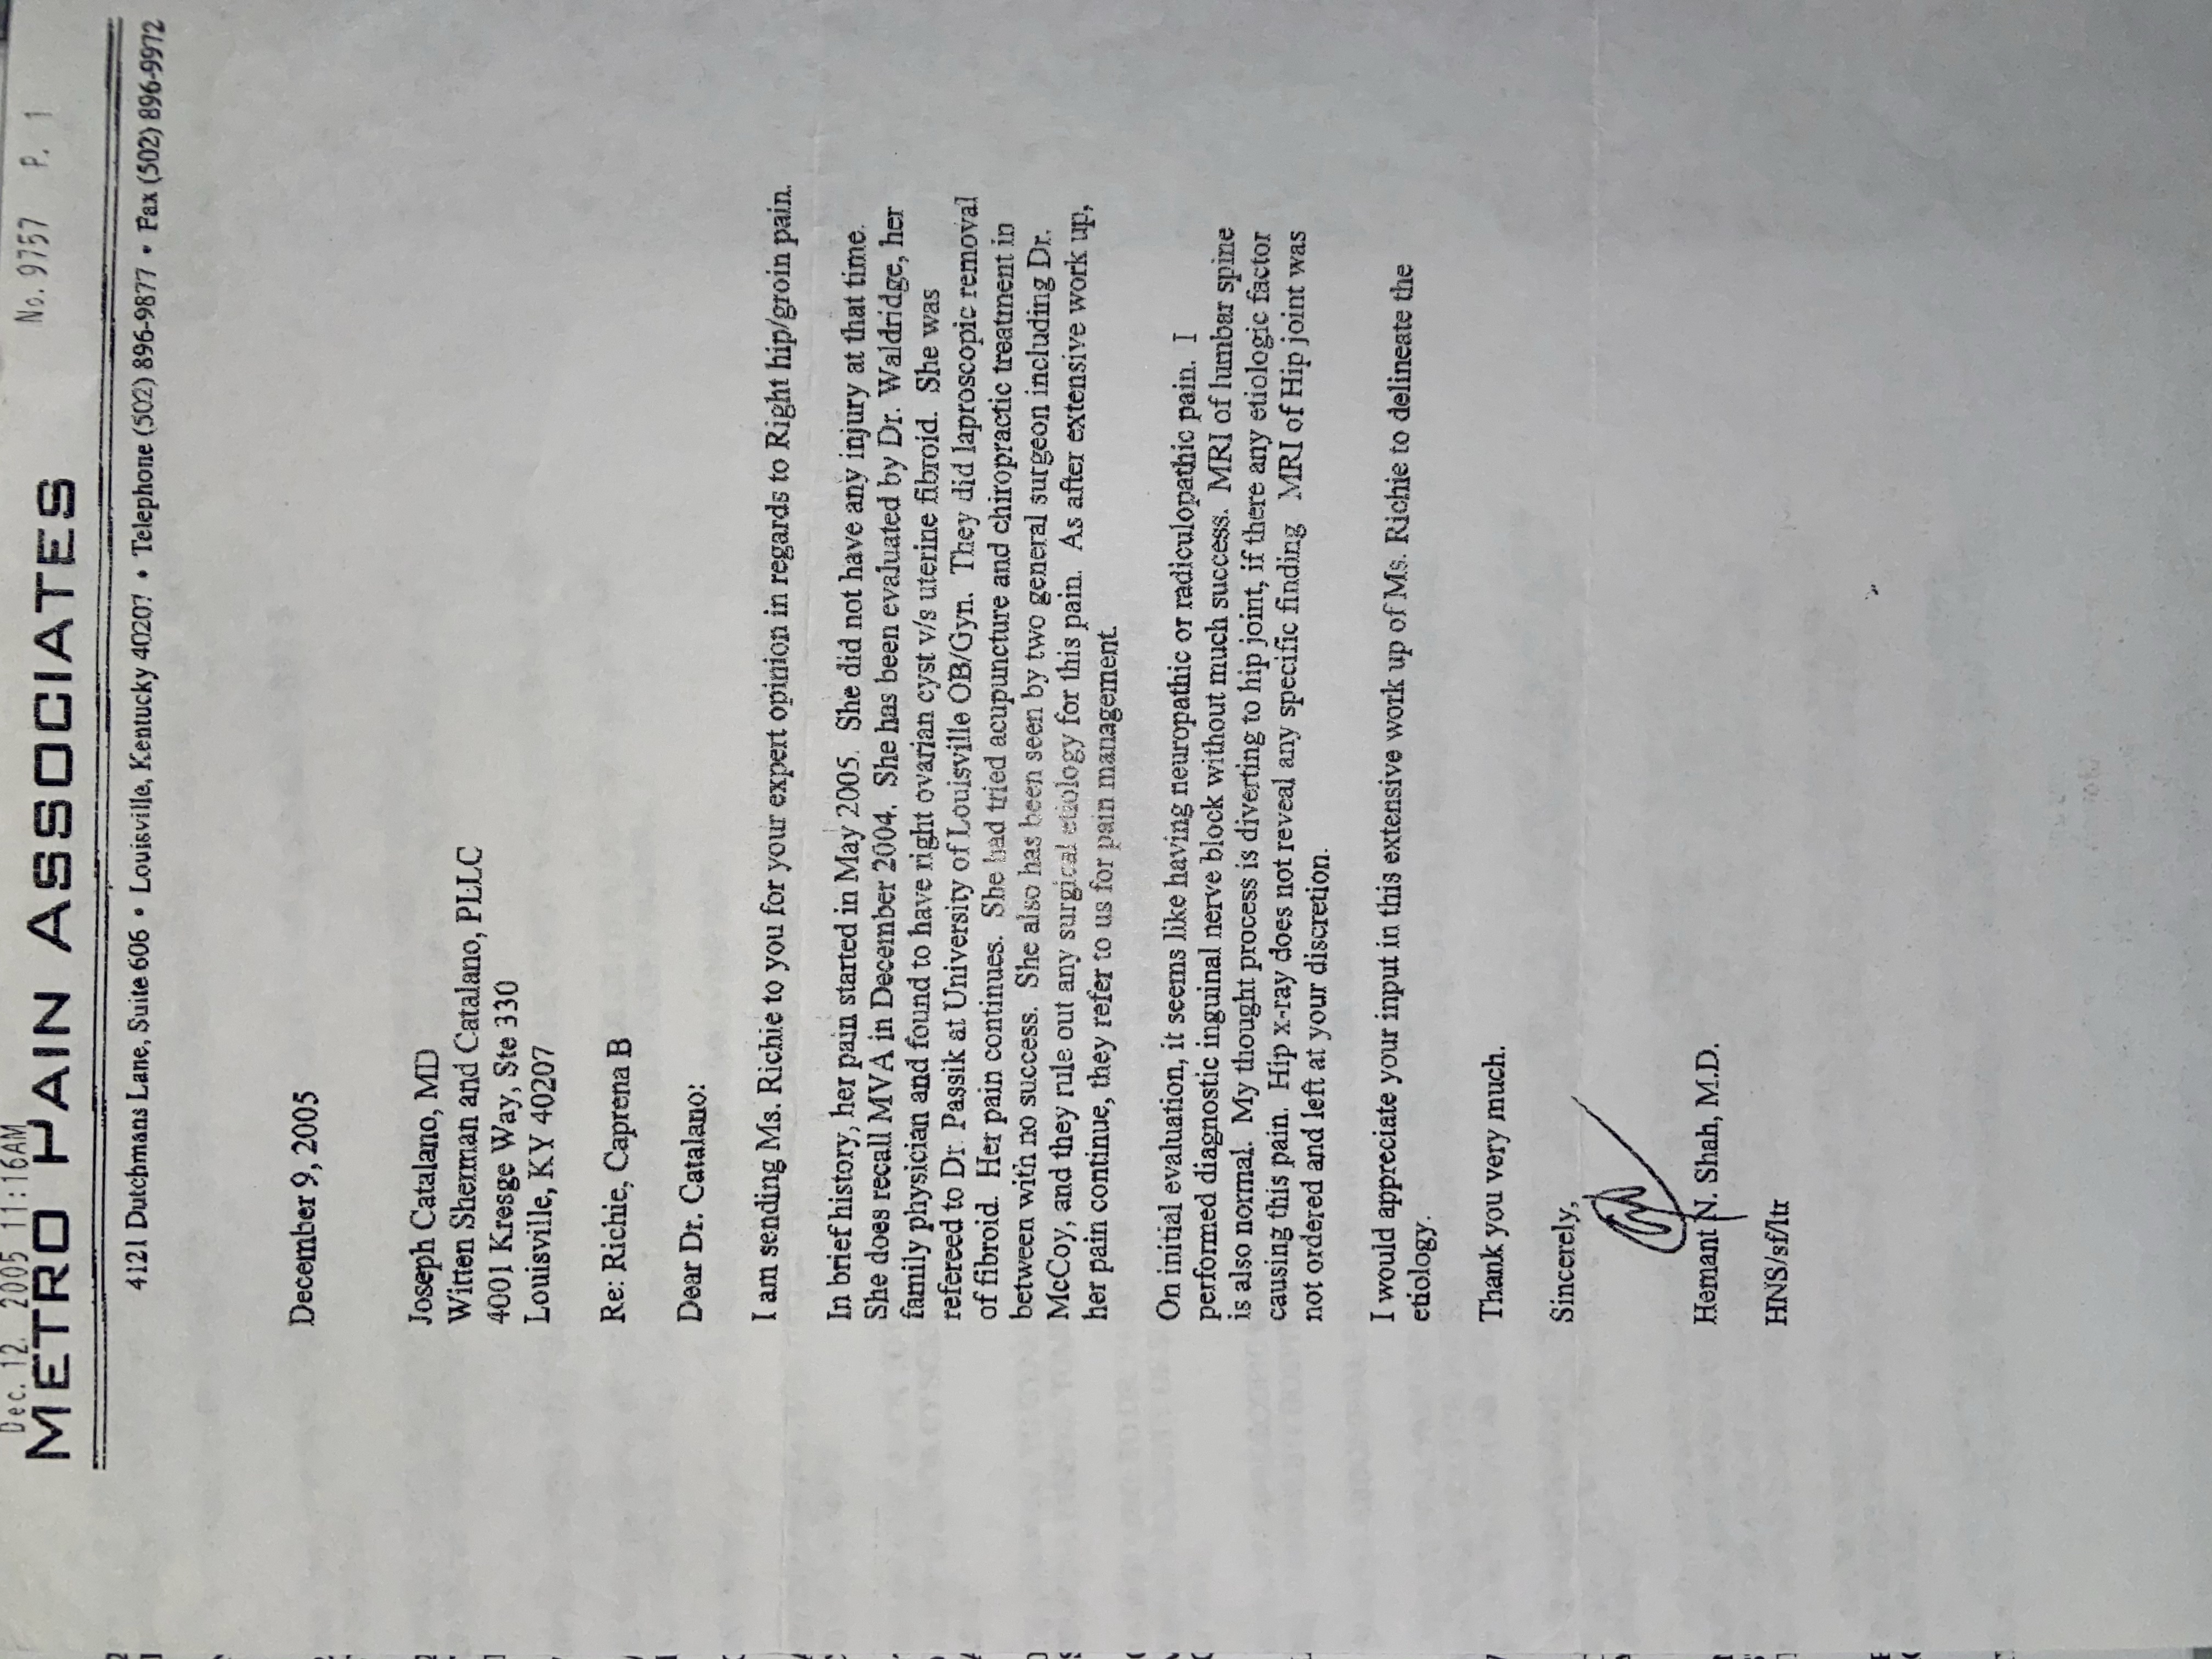 Dec. 12. 2005 11:16AM
No. 9757 P. 1
METRO PAIN ASSOCIATES
4121 Dutchmans Lane, Suite 606 • Louisville, Kentucky 40207 • Telephone (502) 896-9877 • Fax (502) 896-9972
December 9, 2005
Joseph Catalano, MD
Witten Sherman and Catalano, PLLC
4001 Kresge Way, Ste 330
Louisville, KY 40207
Re: Richie, Caprena B
Dear Dr. Catalano:
I am sending Ms. Richie to you for your expert opinion in regards to Right hip/groin pain.
In brief history, her pain started in May 2005. She did not have any injury at that time.
She does recall MVA in December 2004. She has been evaluated by Dr. Waldridge, her
family physician and found to have right ovarian cyst v/s uterine fibroid. She was
refereed to Dr. Passik at University of Louisville OB/Gyn. They did laproscopic removal
of fibroid. Her pain continues. She had tried acupuncture and chiropractic treatment in
between with no success. She also has been seen by two general surgeon including Dr.
McCoy, and they rule out any surgical etiology for this pain. As after extensive work up,
her pain continue, they refer to us for pain management.
On initial evaluation, it seems like having neuropathic or radiculopathic pain. I
performed diagnostic inguinal nerve block without much success. MRI of lumbar spine
is also normal. My thought process is diverting to hip joint, if there any etiologic factor
causing this pain. Hip x-ray does not reveal any specific finding MRI of Hip joint was
not ordered and left at your discretion.
I would appreciate your input in this extensive work up of Ms. Richie to delineate the
etiology.
Thank you very much.
Sincerely,
Hemant N. Shah, M.D.
HNS/sf/ltr